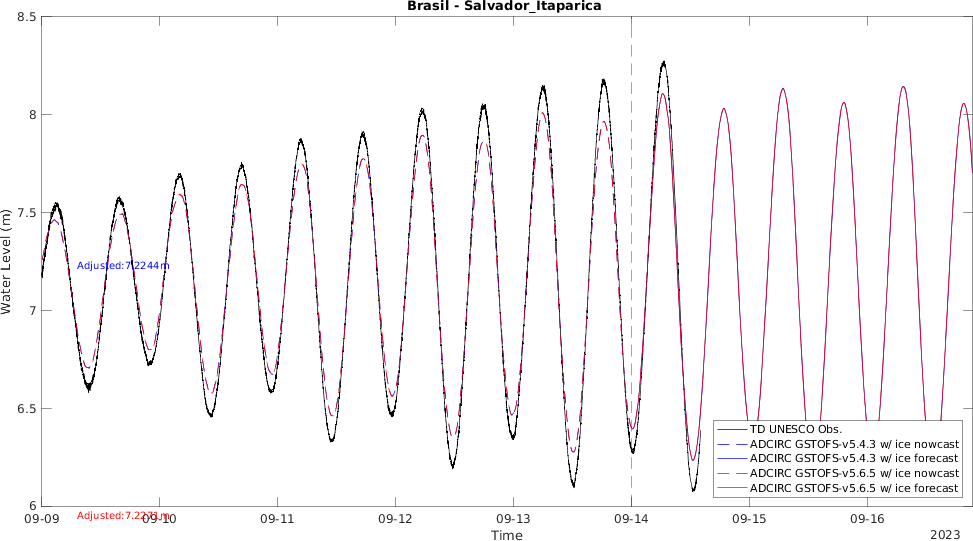 Brasil - Salvador_Itaparica
8.5
8
7.5
7
6.5
6
Water Level (m)
Adjusted:7.2244m
Adjusted:7.2271m
TD UNESCO Obs.
ADCIRC GSTOFS-v5.4.3 w/ ice nowcast
ADCIRC GSTOFS-v5.4.3 w/ ice forecast
ADCIRC GSTOFS-v5.6.5 w/ ice nowcast
ADCIRC GSTOFS-v5.6.5 w/ ice forecast
09-09 09-10 09-11 09-12 09-13 09-14 09-15 09-16
Time
2023